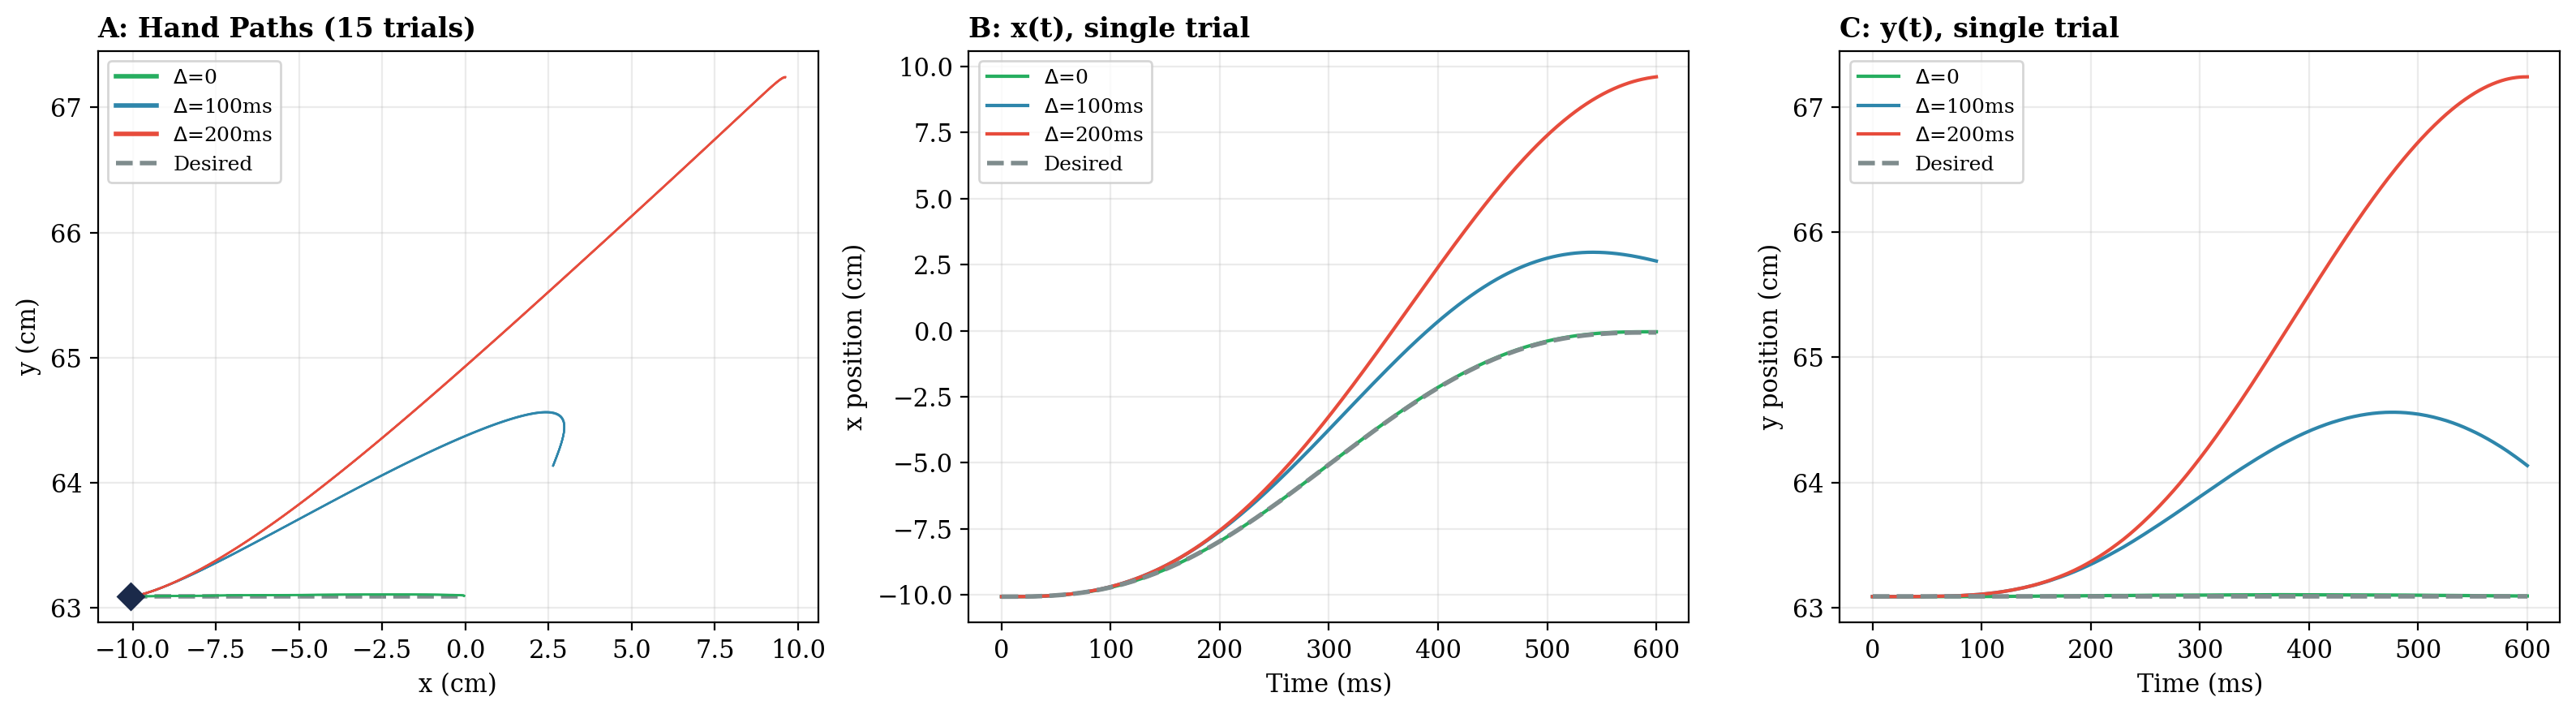 A: Hand Paths (15 trials)
Δ=0
Δ=100ms
Δ=200ms
Desired
67
66
65
64
63
y (cm)
−10.0 −7.5 −5.0 −2.5 0.0 2.5 5.0 7.5 10.0
x (cm)
B: x(t), single trial
Δ=0
Δ=100ms
Δ=200ms
Desired
10.0
7.5
5.0
2.5
0.0
−2.5
−5.0
−7.5
−10.0
x position (cm)
0 100 200 300 400 500 600
Time (ms)
C: y(t), single trial
Δ=0
Δ=100ms
Δ=200ms
Desired
67
66
65
64
63
y position (cm)
0 100 200 300 400 500 600
Time (ms)